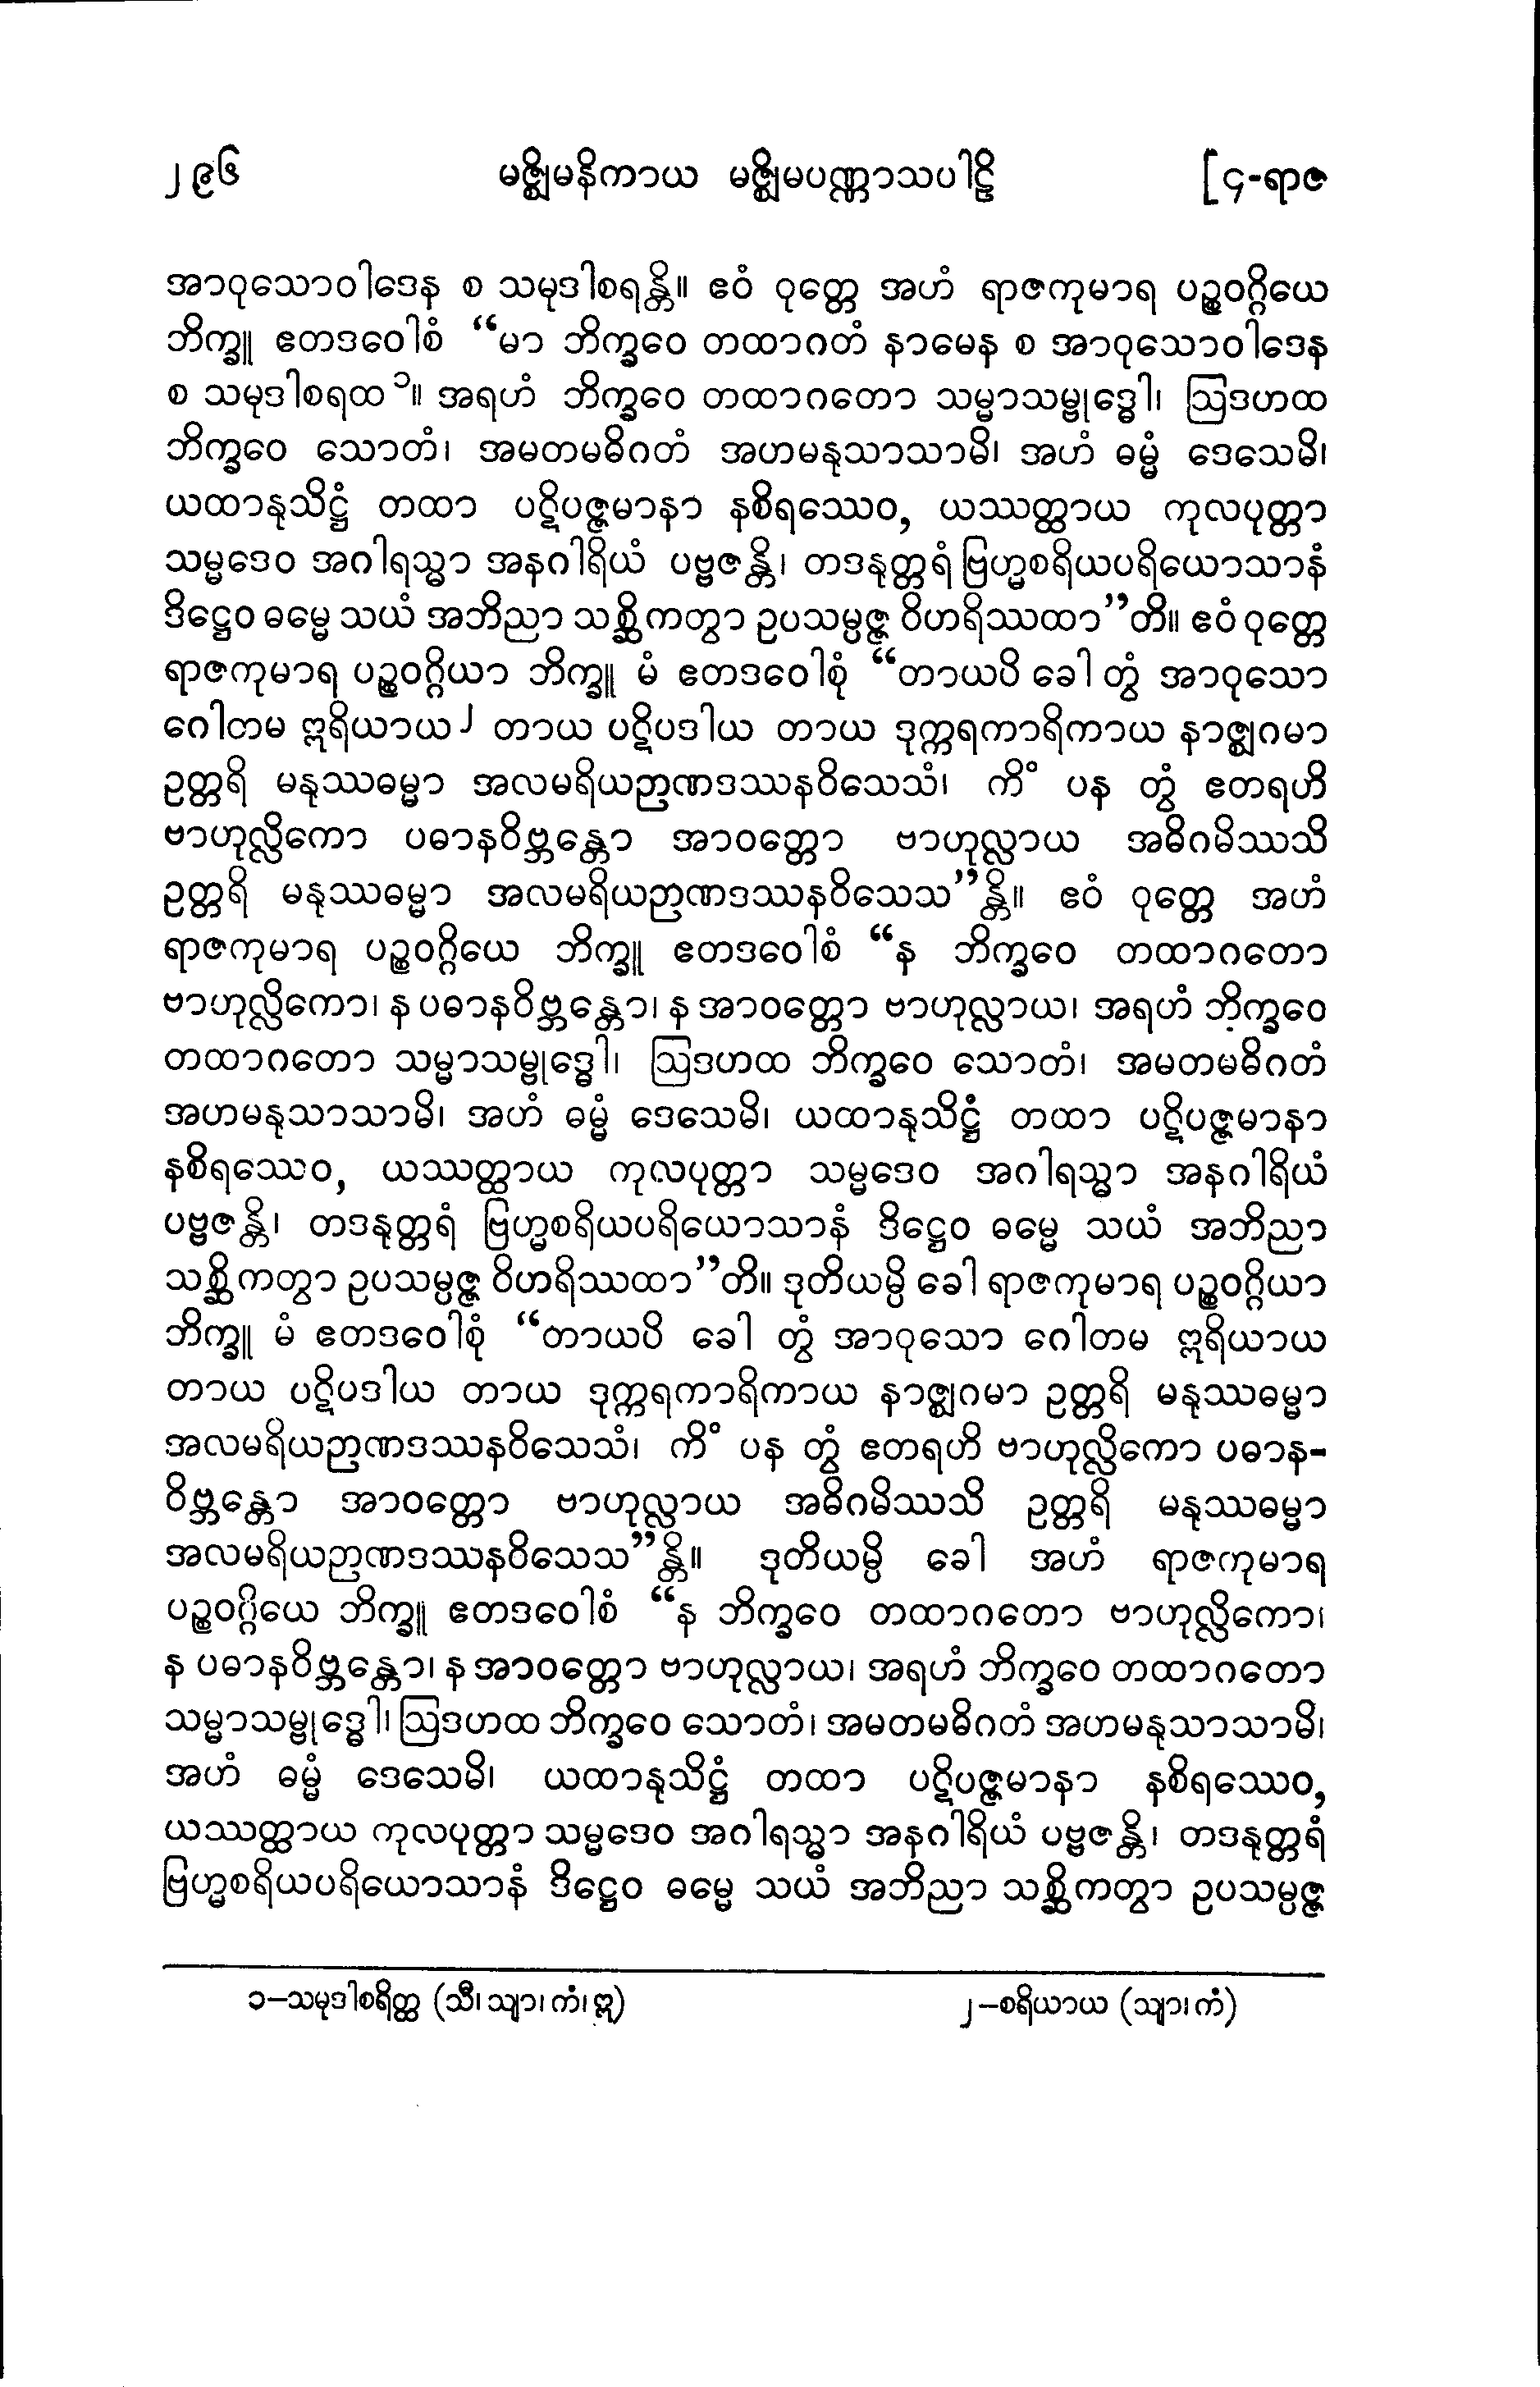 ၂၉၆ မဇ္ဈိမနိကာယ မဇ္ဈိမပဏ္ဏာသပါဠိ [၄-ရာဇ
အာဝုသောဝါဒေန စ သမုဒါစရန္တိ။ ဧဝံ ဝုတ္တေ အဟံ ရာဇကုမာရ ပဉ္စဝဂ္ဂိယေ
ဘိက္ခူ ဧတဒဝေါစံ “မာ ဘိက္ခဝေ တထာဂတံ နာမေန စ အာဝုသောဝါဒေန
စ သမုဒါစရထ ၁။ အရဟံ ဘိက္ခဝေ တထာဂတော သမ္မာသမ္ဗုဒ္ဓေါ၊ ဩဒဟထ
ဘိက္ခဝေ သောတံ၊ အမတမဓိဂတံ အဟမနုသာသာမိ၊ အဟံ ဓမ္မံ ဒေသေမိ၊
ယထာနုသိဋ္ဌံ တထာ ပဋိပဇ္ဇမာနာ နစိရဿေဝ, ယဿတ္ထာယ ကုလပုတ္တာ
သမ္မဒေဝ အဂါရသ္မာ အနဂါရိယံ ပဗ္ဗဇန္တိ၊ တဒနုတ္တရံ ဗြဟ္မစရိယပရိယောသာနံ
ဒိဋ္ဌေဝ ဓမ္မေ သယံ အဘိညာ သစ္ဆိကတွာ ဥပသမ္ပဇ္ဇ ဝိဟရိဿထာ”တိ။ ဧဝံ ဝုတ္တေ
ရာဇကုမာရ ပဉ္စဝဂ္ဂိယာ ဘိက္ခူ မံ ဧတဒဝေါစုံ “တာယပိ ခေါ တွံ အာဝုသော
ဂေါတမ ဣရိယာယ ၂ တာယ ပဋိပဒါယ တာယ ဒုက္ကရကာရိကာယ နာဇ္ဈဂမာ
ဥတ္တရိ မနုဿဓမ္မာ အလမရိယဉာဏဒဿနဝိသေသံ၊ ကိံ ပန တွံ ဧတရဟိ
ဗာဟုလ္လိကော ပဓာနဝိဗ္ဘန္တော အာဝတ္တော ဗာဟုလ္လာယ အဓိဂမိဿသိ
ဥတ္တရိ မနုဿဓမ္မာ အလမရိယဉာဏဒဿနဝိသေသ”န္တိ။ ဧဝံ ဝုတ္တေ အဟံ
ရာဇကုမာရ ပဉ္စဝဂ္ဂိယေ ဘိက္ခူ ဧတဒဝေါစံ “န ဘိက္ခဝေ တထာဂတော
ဗာဟုလ္လိကော၊ န ပဓာနဝိဗ္ဘန္တော၊ န အာဝတ္တော ဗာဟုလ္လာယ၊ အရဟံ ဘိက္ခဝေ
တထာဂတော သမ္မာသမ္ဗုဒ္ဓေါ၊ ဩဒဟထ ဘိက္ခဝေ သောတံ၊ အမတမဓိဂတံ
အဟမနုသာသာမိ၊ အဟံ ဓမ္မံ ဒေသေမိ၊ ယထာနုသိဋ္ဌံ တထာ ပဋိပဇ္ဇမာနာ
နစိရဿေဝ, ယဿတ္ထာယ ကုလပုတ္တာ သမ္မဒေဝ အဂါရသ္မာ အနဂါရိယံ
ပဗ္ဗဇန္တိ၊ တဒနုတ္တရံ ဗြဟ္မစရိယပရိယောသာနံ ဒိဋ္ဌေဝ ဓမ္မေ သယံ အဘိညာ
သစ္ဆိကတွာ ဥပသမ္ပဇ္ဇ ဝိဟရိဿထာ”တိ။ ဒုတိယမ္ပိ ခေါ ရာဇကုမာရ ပဉ္စဝဂ္ဂိယာ
ဘိက္ခူ မံ ဧတဒဝေါစုံ “တာယပိ ခေါ တွံ အာဝုသော ဂေါတမ ဣရိယာယ
တာယ ပဋိပဒါယ တာယ ဒုက္ကရကာရိကာယ နာဇ္ဈဂမာ ဥတ္တရိ မနုဿဓမ္မာ
အလမရိယဉာဏဒဿနဝိသေသံ၊ ကိံ ပန တွံ ဧတရဟိ ဗာဟုလ္လိကော ပဓာန-
ဝိဗ္ဘန္တော အာဝတ္တော ဗာဟုလ္လာယ အဓိဂမိဿသိ ဥတ္တရိ မနုဿဓမ္မာ
အလမရိယဉာဏဒဿနဝိသေသ”န္တိ။ ဒုတိယမ္ပိ ခေါ အဟံ ရာဇကုမာရ
ပဉ္စဝဂ္ဂိယေ ဘိက္ခူ ဧတဒဝေါစံ “န ဘိက္ခဝေ တထာဂတော ဗာဟုလ္လိကော၊
န ပဓာနဝိဗ္ဘန္တော၊ န အာဝတ္တော ဗာဟုလ္လာယ၊ အရဟံ ဘိက္ခဝေ တထာဂတော
သမ္မာသမ္ဗုဒ္ဓေါ၊ ဩဒဟထ ဘိက္ခဝေ သောတံ၊ အမတမဓိဂတံ အဟမနုသာသာမိ၊
အဟံ ဓမ္မံ ဒေသေမိ၊ ယထာနုသိဋ္ဌံ တထာ ပဋိပဇ္ဇမာနာ နစိရဿေဝ,
ယဿတ္ထာယ ကုလပုတ္တာ သမ္မဒေဝ အဂါရသ္မာ အနဂါရိယံ ပဗ္ဗဇန္တိ၊ တဒနုတ္တရံ
ဗြဟ္မစရိယပရိယောသာနံ ဒိဋ္ဌေဝ ဓမ္မေ သယံ အဘိညာ သစ္ဆိကတွာ ဥပသမ္ပဇ္ဇ
၁–သမုဒါစရိတ္ထ (သီ၊ သျာ၊ ကံ၊ ဣ) ၂–စရိယာယ (သျာ၊ ကံ)